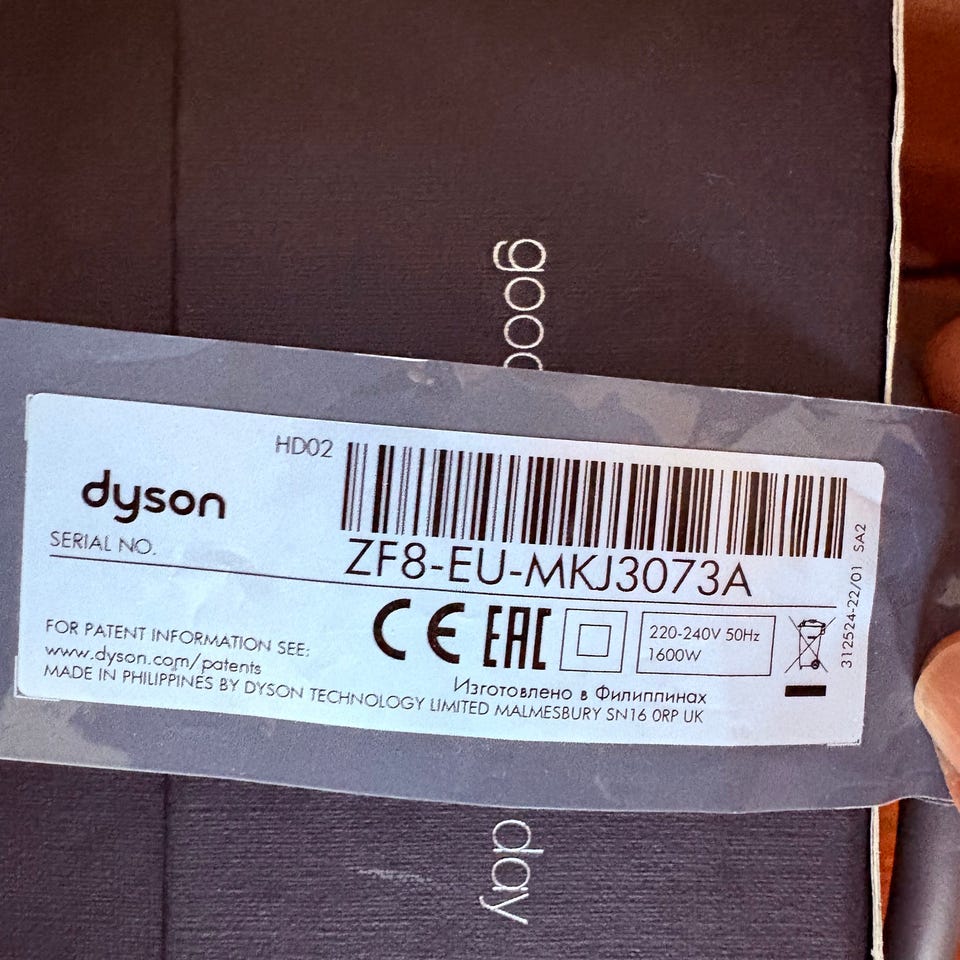 good
HD02
dyson
SERIAL NO.
ZF8-EU-MKJ3073A
CE EAC
220-240V 50Hz
1600W
312524-22/01 SA2
FOR PATENT INFORMATION SEE:
www.dyson.com/patents
Изготовлено в Филиппинах
MADE IN PHILIPPINES BY DYSON TECHNOLOGY LIMITED MALMESBURY SN16 0RP UK
day